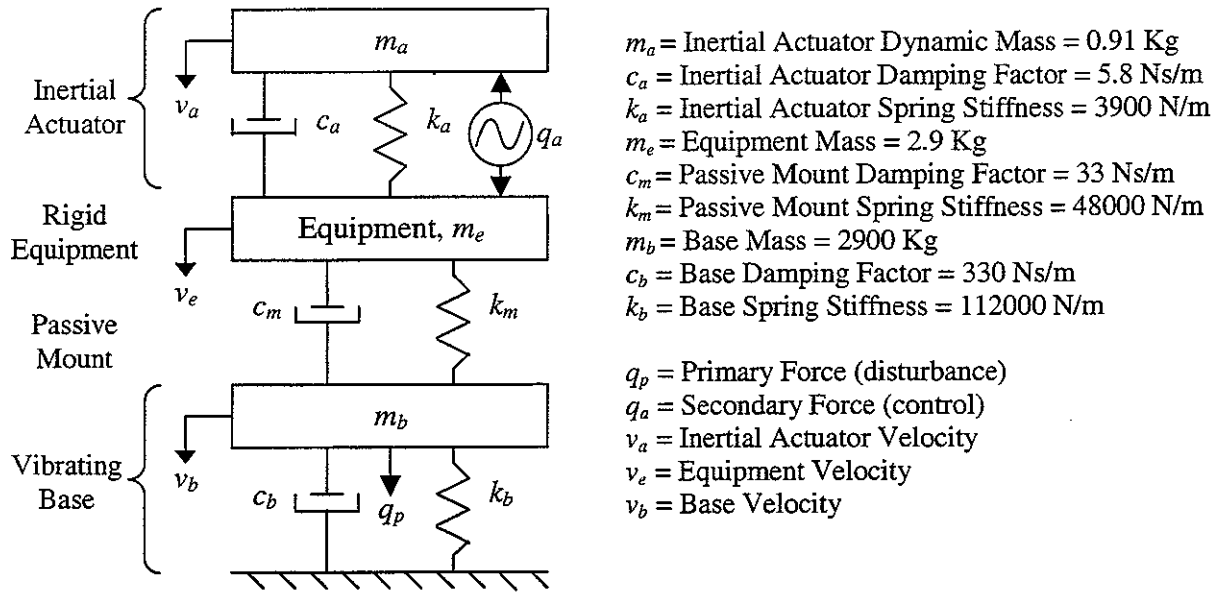 m_a
Inertial
Actuator
v_a
c_a
k_a
q_a
Rigid
Equipment
Equipment, m_e
v_e
Passive
Mount
c_m
k_m
m_b
Vibrating
Base
v_b
c_b
q_p
k_b
m_a = Inertial Actuator Dynamic Mass = 0.91 Kg
c_a = Inertial Actuator Damping Factor = 5.8 Ns/m
k_a = Inertial Actuator Spring Stiffness = 3900 N/m
m_e = Equipment Mass = 2.9 Kg
c_m = Passive Mount Damping Factor = 33 Ns/m
k_m = Passive Mount Spring Stiffness = 48000 N/m
m_b = Base Mass = 2900 Kg
c_b = Base Damping Factor = 330 Ns/m
k_b = Base Spring Stiffness = 112000 N/m
q_p = Primary Force (disturbance)
q_a = Secondary Force (control)
v_a = Inertial Actuator Velocity
v_e = Equipment Velocity
v_b = Base Velocity